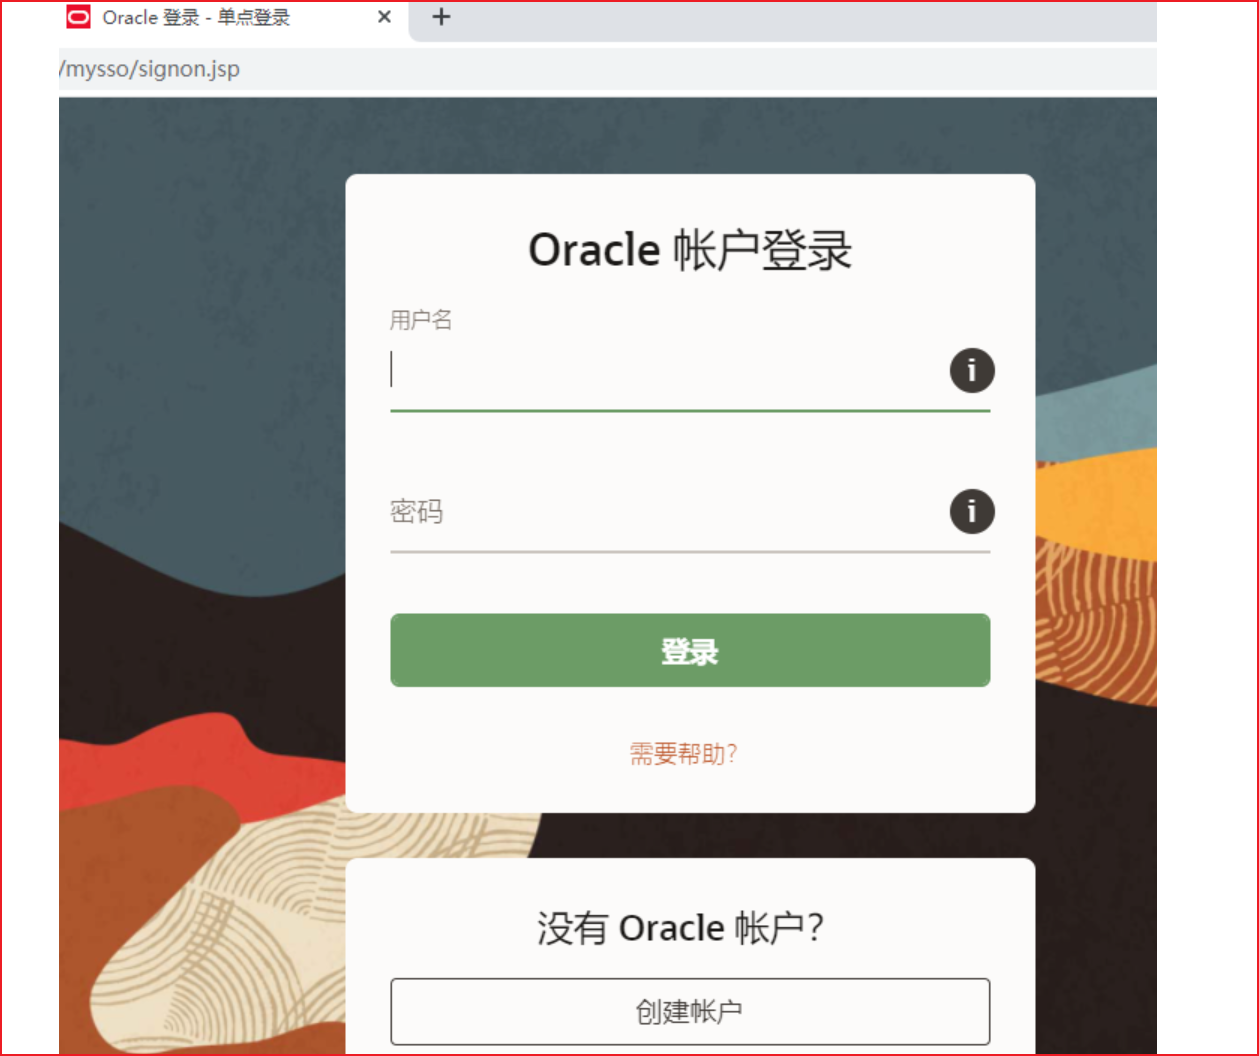 Oracle 登录 - 单点登录
/mysso/signon.jsp
Oracle 帐户登录
用户名
密码
登录
需要帮助?
没有 Oracle 帐户?
创建帐户